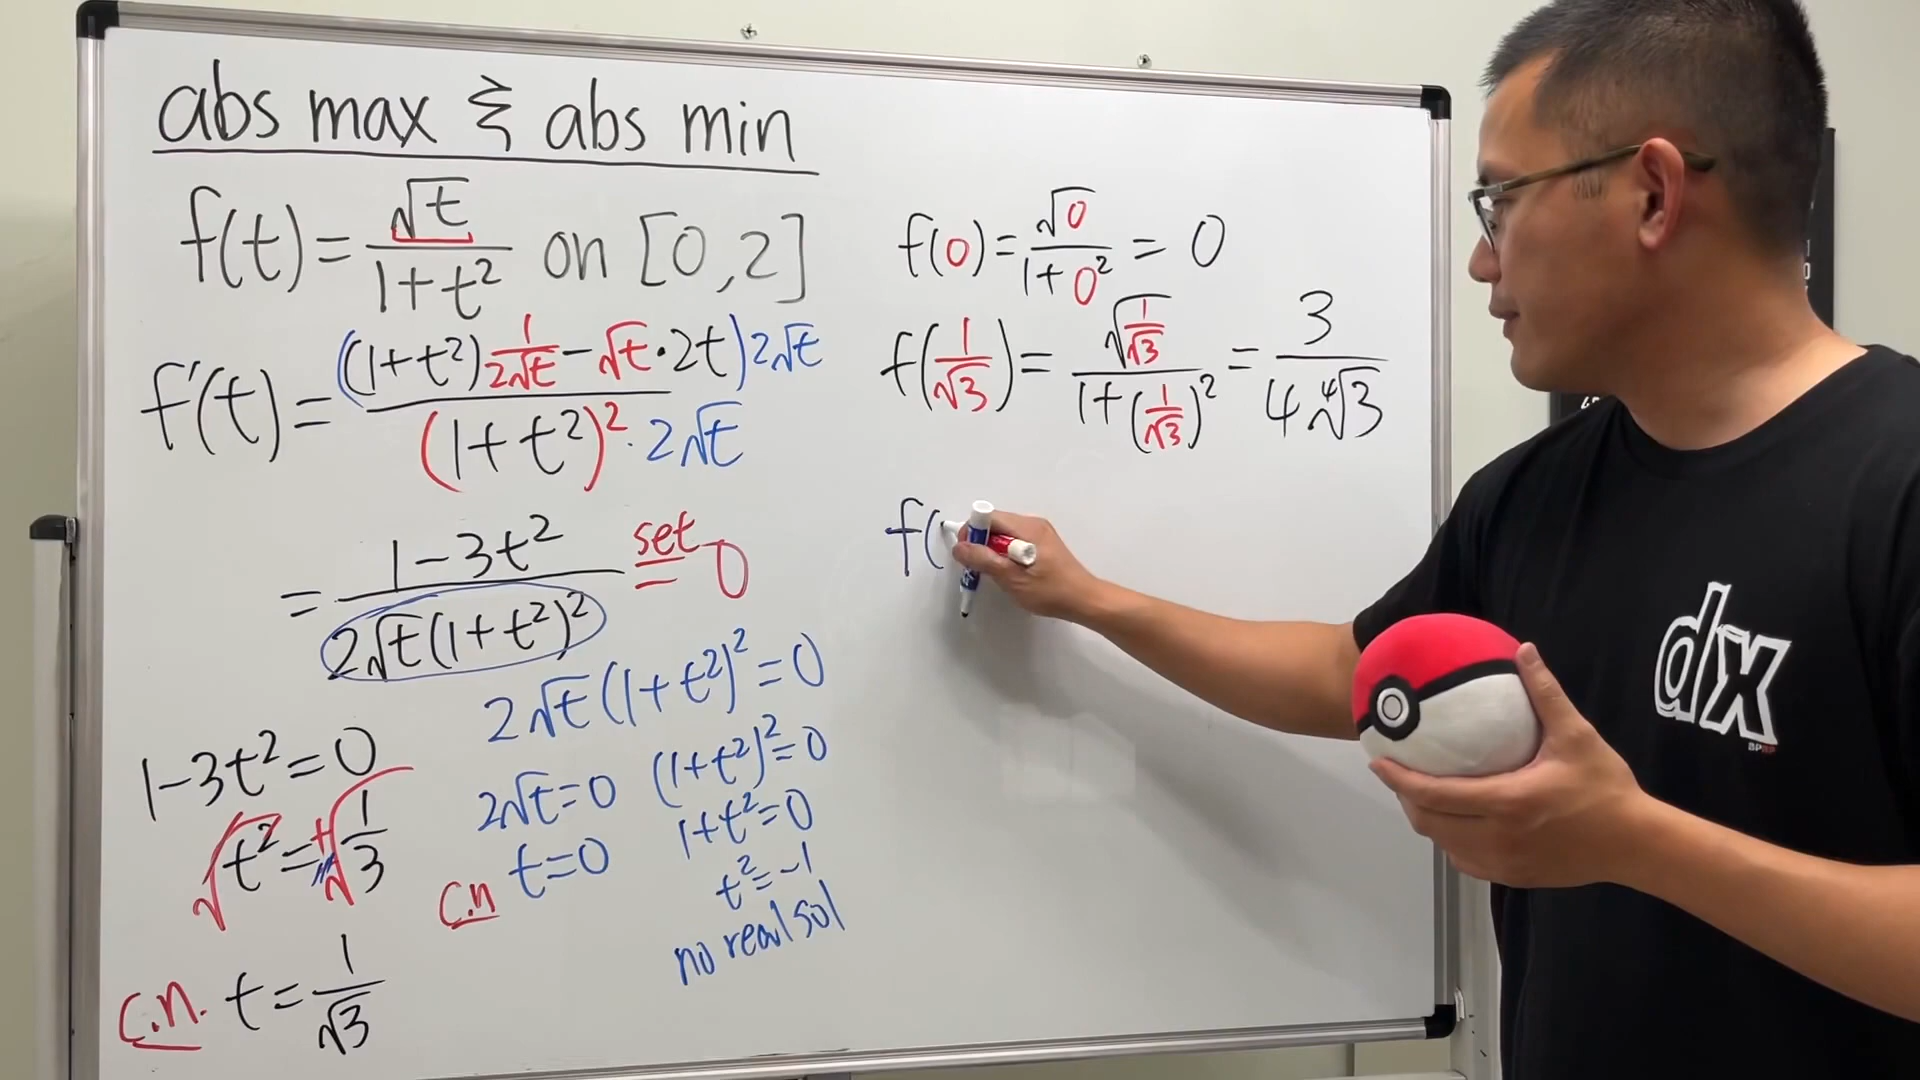 abs max & abs min
f(t) = √t / (1+t²) on [0,2]
f'(t) = ((1+t²) 1/(2√t) - √t·2t) 2√t / (1+t²)²·2√t
= (1-3t²) / 2√t(1+t²)² set = 0
1-3t²=0
√t² = ±√(1/3)
c.n. t = 1/√3
2√t(1+t²)²=0
2√t=0
c.n t=0
(1+t²)²=0
1+t²=0
t²=-1
no real sol
f(0) = √0 / (1+0²) = 0
f(1/√3) = √(1/√3) / (1+(1/√3)²) = 3 / (4∜3)
f(
dx